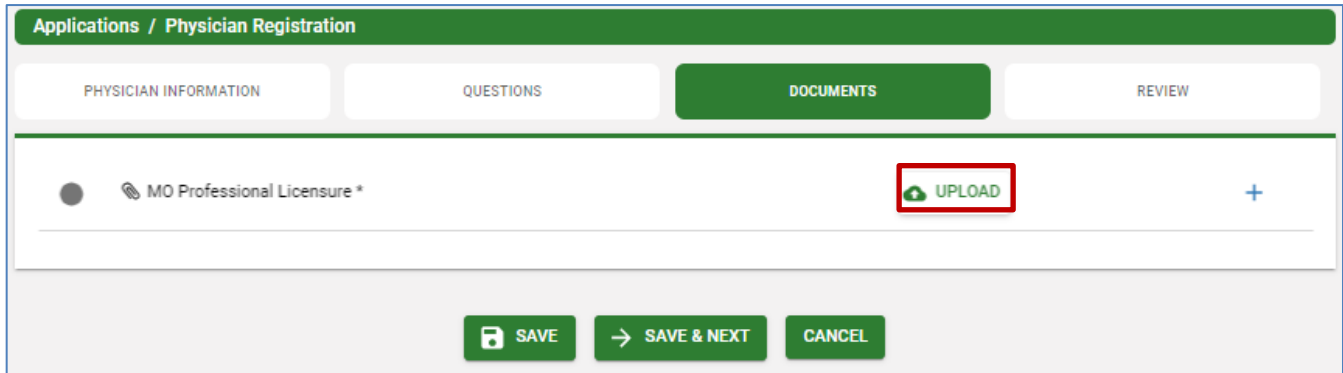 Applications / Physician Registration
PHYSICIAN INFORMATION
QUESTIONS
DOCUMENTS
REVIEW
MO Professional Licensure *
UPLOAD
+
SAVE
SAVE & NEXT
CANCEL